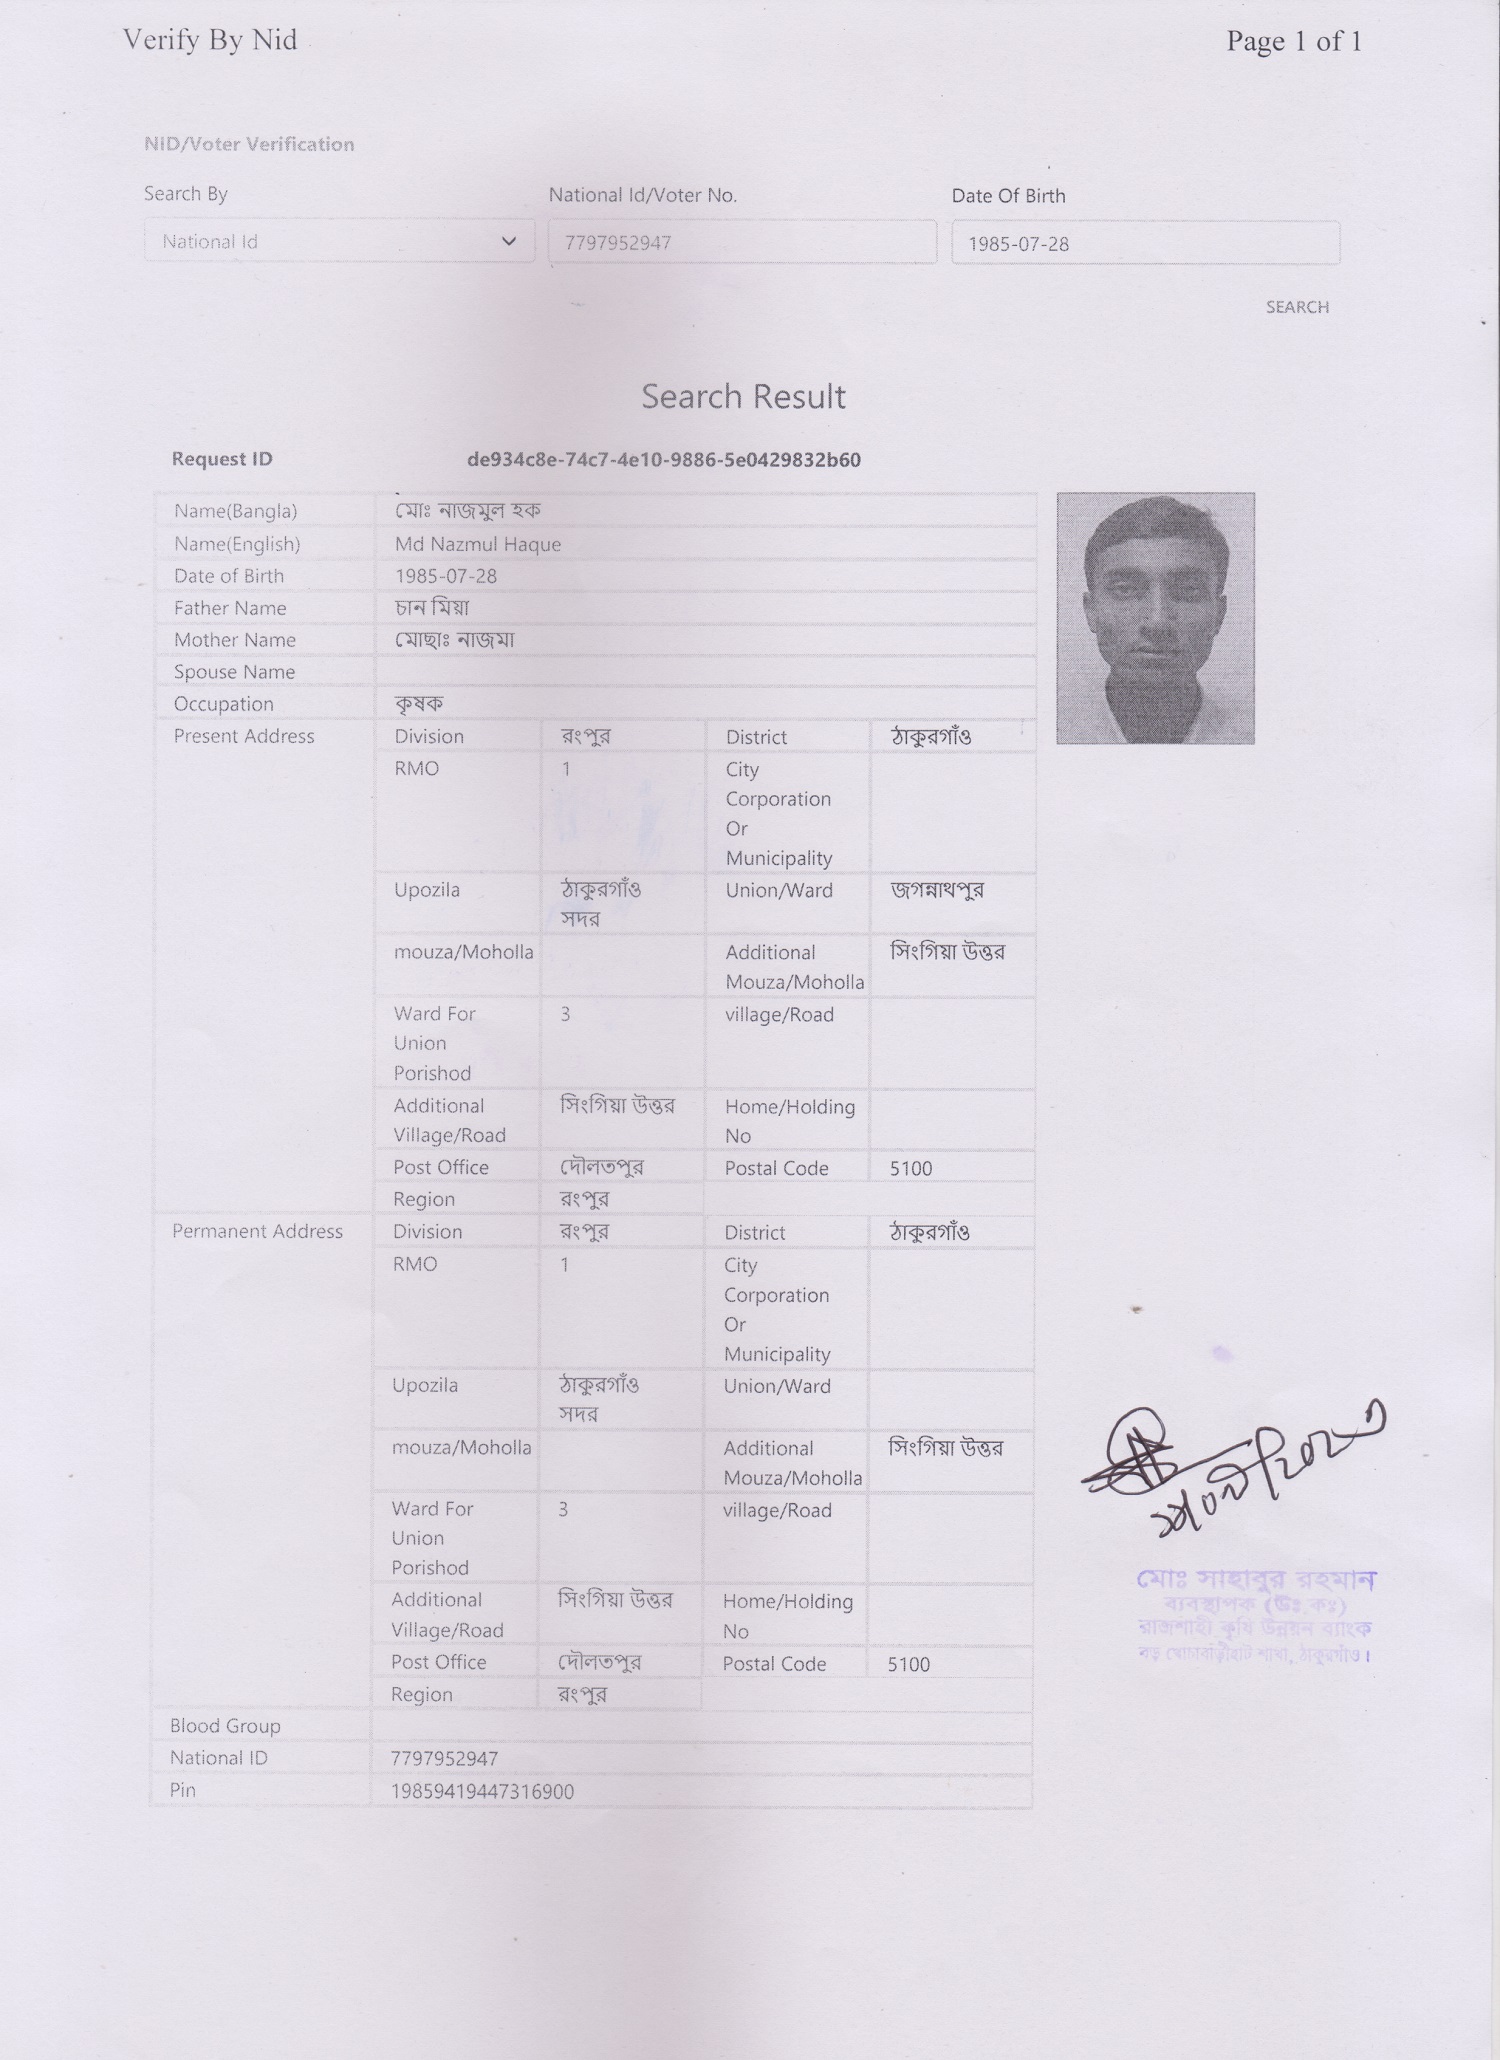 Verify By Nid
Page 1 of 1
NID/Voter Verification
Search By
National Id/Voter No.
Date Of Birth
National Id
7797952947
1985-07-28
SEARCH
Search Result
Request ID de934c8e-74c7-4e10-9886-5e0429832b60
Name(Bangla) মোঃ নাজমুল হক
Name(English) Md Nazmul Haque
Date of Birth 1985-07-28
Father Name চান মিয়া
Mother Name মোছাঃ নাজমা
Spouse Name
Occupation কৃষক
Present Address Division রংপুর District ঠাকুরগাঁও
RMO 1 City
Corporation
Or
Municipality
Upozila ঠাকুরগাঁও Union/Ward জগন্নাথপুর
সদর
mouza/Moholla Additional সিংগিয়া উত্তর
Mouza/Moholla
Ward For 3 village/Road
Union
Porishod
Additional সিংগিয়া উত্তর Home/Holding
Village/Road No
Post Office দৌলতপুর Postal Code 5100
Region রংপুর
Permanent Address Division রংপুর District ঠাকুরগাঁও
RMO 1 City
Corporation
Or
Municipality
Upozila ঠাকুরগাঁও Union/Ward
সদর
mouza/Moholla Additional সিংগিয়া উত্তর
Mouza/Moholla
Ward For 3 village/Road
Union
Porishod
Additional সিংগিয়া উত্তর Home/Holding
Village/Road No
Post Office দৌলতপুর Postal Code 5100
Region রংপুর
Blood Group
National ID 7797952947
Pin 19859419447316900
মোঃ সাহাবুর রহমান
ব্যবস্থাপক (উঃ কঃ)
রাজশাহী কৃষি উন্নয়ন ব্যাংক
বড় খোচাবাড়ীহাট শাখা, ঠাকুরগাঁও।